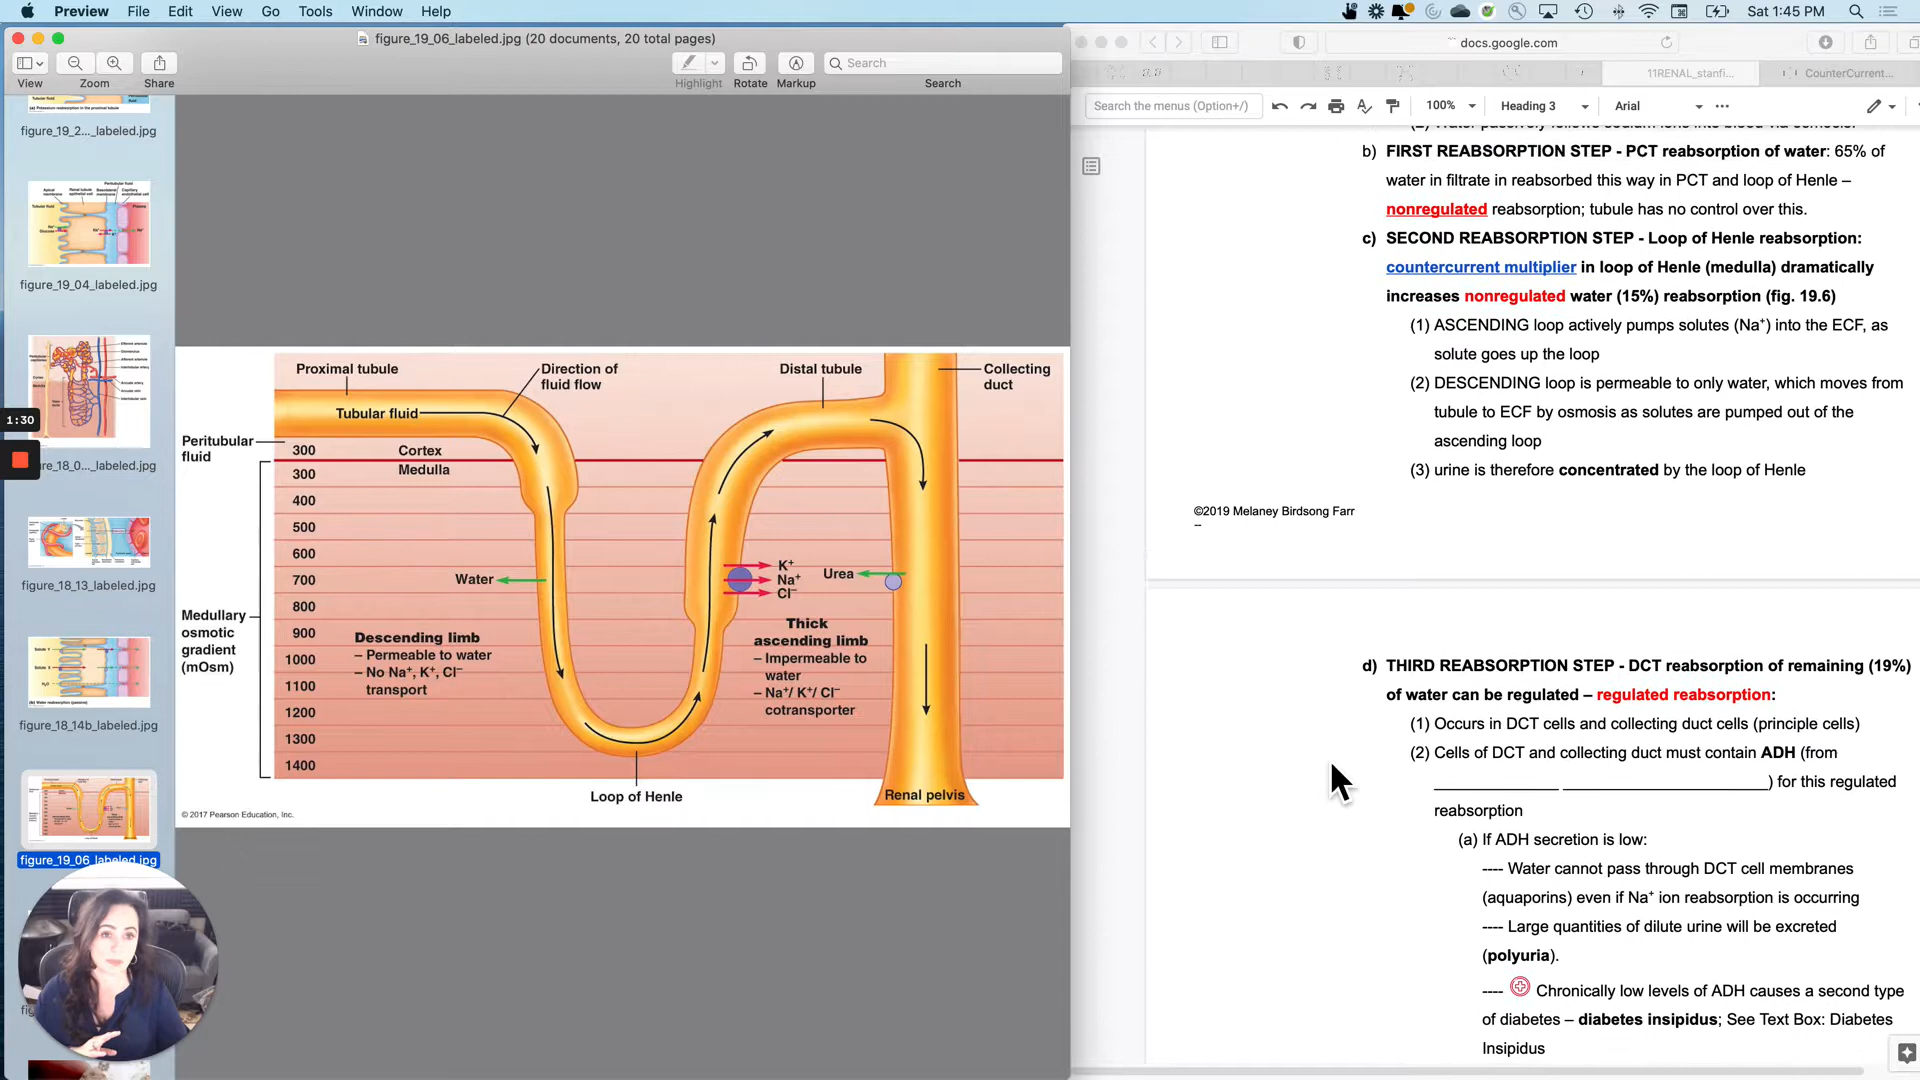 Preview File Edit View Go Tools Window Help
Sat 1:45 PM
figure_19_06_labeled.jpg (20 documents, 20 total pages)
View Zoom Share Highlight Rotate Markup Search
Search
figure_19_2..._labeled.jpg
figure_19_04_labeled.jpg
1:30
re_18_0..._labeled.jpg
figure_18_13_labeled.jpg
figure_18_14b_labeled.jpg
figure_19_06_labeled.jpg
Proximal tubule
Direction of
fluid flow
Distal tubule
Collecting
duct
Tubular fluid
Peritubular
fluid
300
Cortex
300
Medulla
400
500
600
700
800
900
1000
1100
1200
1300
1400
Water
K⁺
Na⁺
Cl⁻
Urea
Medullary
osmotic
gradient
(mOsm)
Descending limb
– Permeable to water
– No Na⁺, K⁺, Cl⁻
transport
Thick
ascending limb
– Impermeable to
water
– Na⁺/ K⁺/ Cl⁻
cotransporter
Loop of Henle
Renal pelvis
© 2017 Pearson Education, Inc.
docs.google.com
11RENAL_stanfi...
CounterCurrent...
Search the menus (Option+/)
100%
Heading 3
Arial
(2) Water passively follows sodium ions into blood via osmosis.
b) FIRST REABSORPTION STEP - PCT reabsorption of water: 65% of
water in filtrate in reabsorbed this way in PCT and loop of Henle –
nonregulated reabsorption; tubule has no control over this.
c) SECOND REABSORPTION STEP - Loop of Henle reabsorption:
countercurrent multiplier in loop of Henle (medulla) dramatically
increases nonregulated water (15%) reabsorption (fig. 19.6)
(1) ASCENDING loop actively pumps solutes (Na⁺) into the ECF, as
solute goes up the loop
(2) DESCENDING loop is permeable to only water, which moves from
tubule to ECF by osmosis as solutes are pumped out of the
ascending loop
(3) urine is therefore concentrated by the loop of Henle
©2019 Melaney Birdsong Farr
--
d) THIRD REABSORPTION STEP - DCT reabsorption of remaining (19%)
of water can be regulated – regulated reabsorption:
(1) Occurs in DCT cells and collecting duct cells (principle cells)
(2) Cells of DCT and collecting duct must contain ADH (from
_______________ _________________________) for this regulated
reabsorption
(a) If ADH secretion is low:
---- Water cannot pass through DCT cell membranes
(aquaporins) even if Na⁺ ion reabsorption is occurring
---- Large quantities of dilute urine will be excreted
(polyuria).
---- Chronically low levels of ADH causes a second type
of diabetes – diabetes insipidus; See Text Box: Diabetes
Insipidus